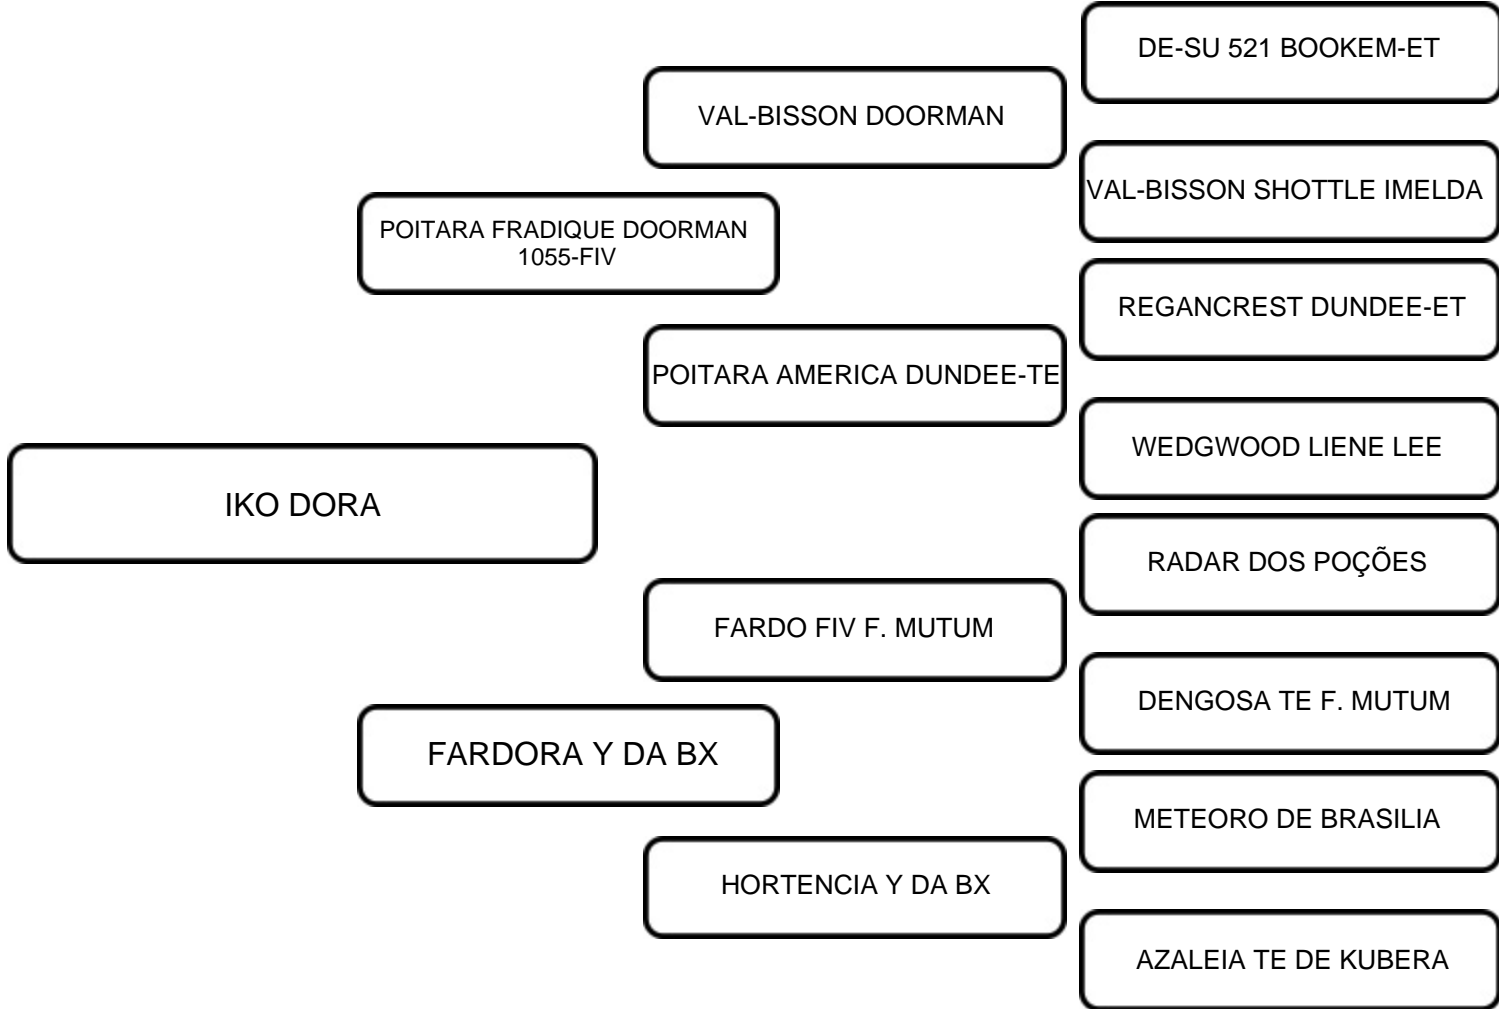 DE-SU 521 BOOKEM-ET
VAL-BISSON DOORMAN
VAL-BISSON SHOTTLE IMELDA
POITARA FRADIQUE DOORMAN
1055-FIV
REGANCREST DUNDEE-ET
POITARA AMERICA DUNDEE-TE
WEDGWOOD LIENE LEE
IKO DORA
RADAR DOS POÇÕES
FARDO FIV F. MUTUM
DENGOSA TE F. MUTUM
FARDORA Y DA BX
METEORO DE BRASILIA
HORTENCIA Y DA BX
AZALEIA TE DE KUBERA